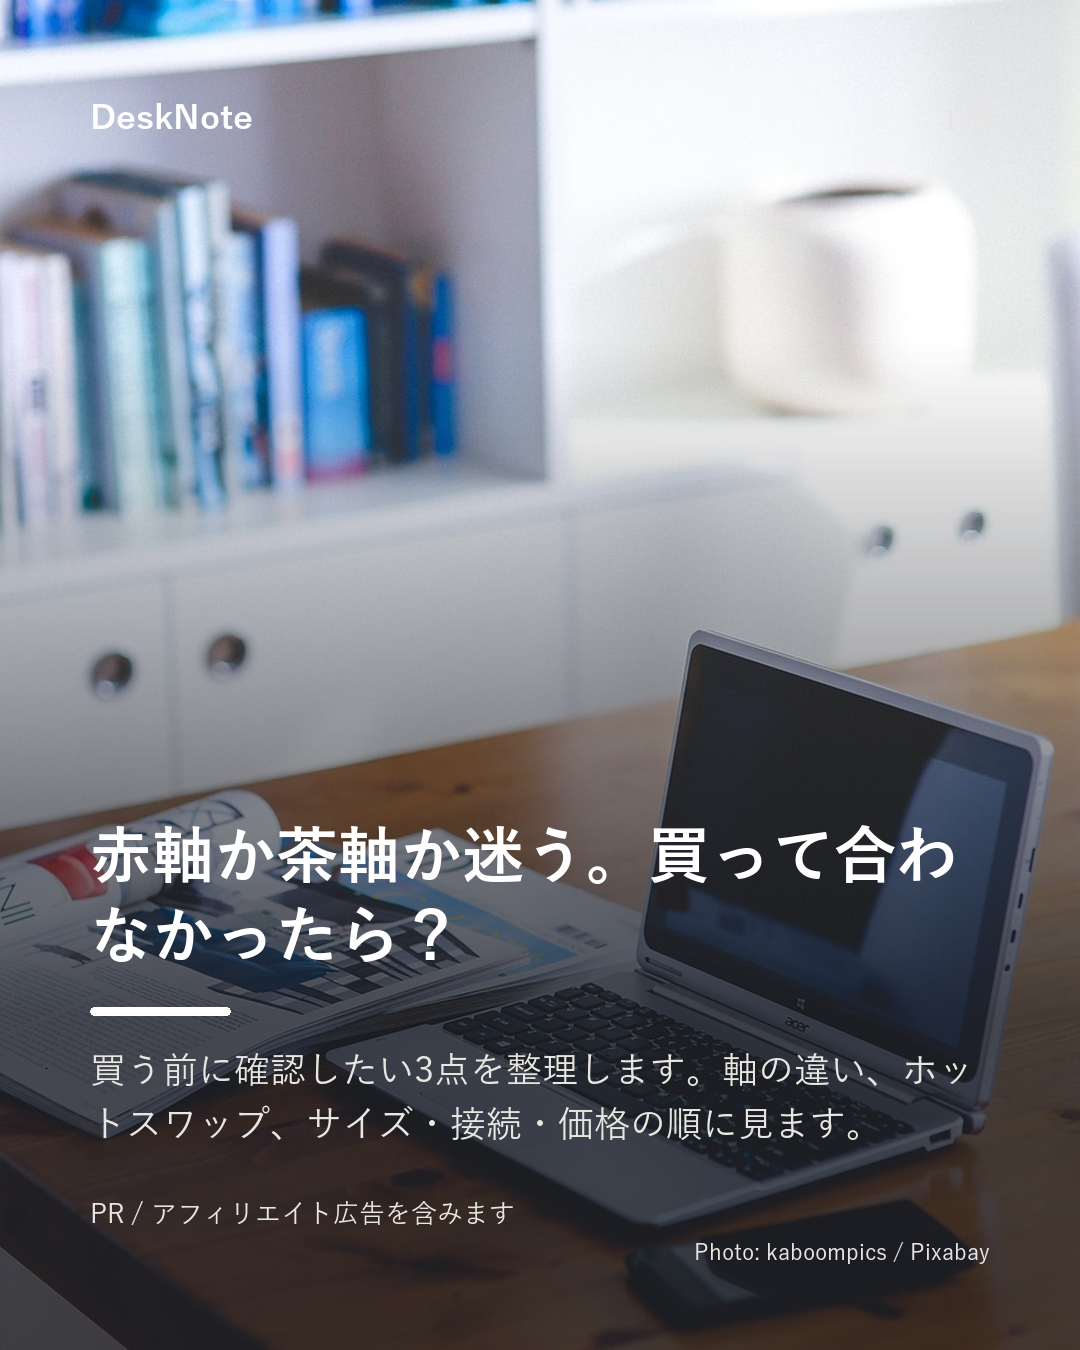 DeskNote
赤軸か茶軸か迷う。買って合わ
なかったら？
買う前に確認したい3点を整理します。軸の違い、ホッ
トスワップ、サイズ・接続・価格の順に見ます。
PR / アフィリエイト広告を含みます
Photo: kaboompics / Pixabay
acer